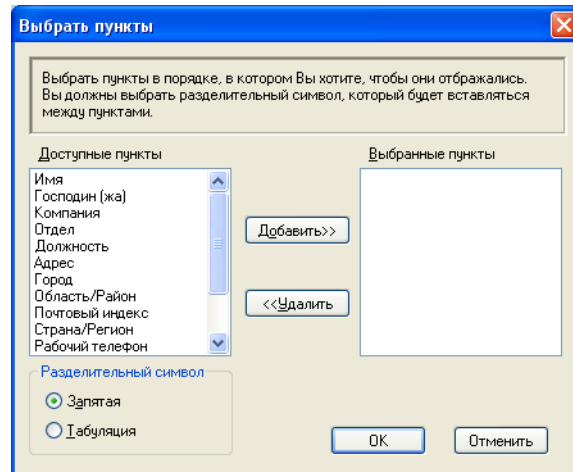 Выбрать пункты
Выбрать пункты в порядке, в котором Вы хотите, чтобы они отбражались.
Вы должны выбрать разделительный символ, который будет вставляться
между пунктами.
Доступные пункты
Выбранные пункты
Имя
Господин (жа)
Компания
Отдел
Должность
Адрес
Город
Область/Район
Почтовый индекс
Страна/Регион
Рабочий телефон
Добавить>>
<<Удалить
Разделительный символ
Запятая
Табуляция
OK
Отменить